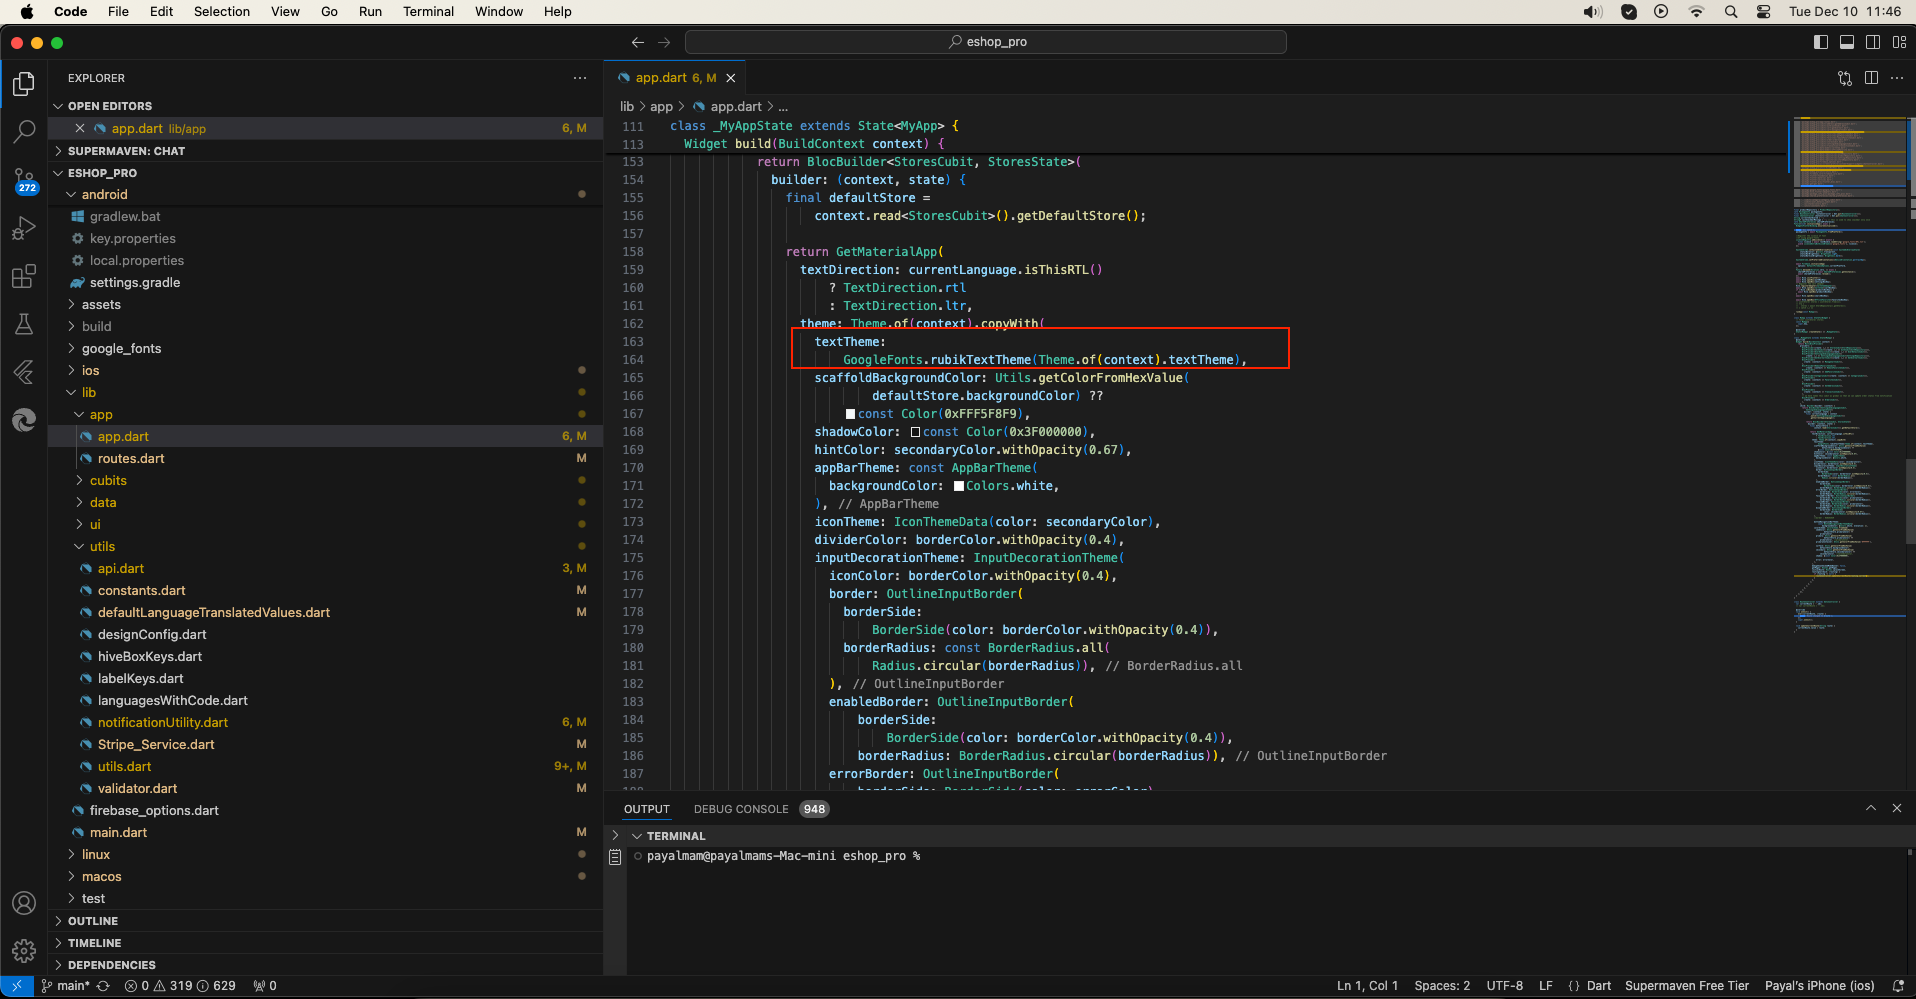 Code File Edit Selection View Go Run Terminal Window Help Tue Dec 10 11:46
eshop_pro
EXPLORER
OPEN EDITORS
app.dart lib/app 6, M
SUPERMAVEN: CHAT
ESHOP_PRO
android
gradlew.bat
key.properties
local.properties
settings.gradle
assets
build
google_fonts
ios
lib
app
app.dart 6, M
routes.dart M
cubits
data
ui
utils
api.dart 3, M
constants.dart M
defaultLanguageTranslatedValues.dart M
designConfig.dart
hiveBoxKeys.dart
labelKeys.dart
languagesWithCode.dart
notificationUtility.dart 6, M
Stripe_Service.dart M
utils.dart 9+, M
validator.dart M
firebase_options.dart
main.dart M
linux
macos
test
OUTLINE
TIMELINE
DEPENDENCIES
272
app.dart 6, M
lib > app > app.dart > ...
111 class _MyAppState extends State<MyApp> {
113 Widget build(BuildContext context) {
153 return BlocBuilder<StoresCubit, StoresState>(
154 builder: (context, state) {
155 final defaultStore =
156 context.read<StoresCubit>().getDefaultStore();
157
158 return GetMaterialApp(
159 textDirection: currentLanguage.isThisRTL()
160 ? TextDirection.rtl
161 : TextDirection.ltr,
162 theme: Theme.of(context).copyWith(
163 textTheme:
164 GoogleFonts.rubikTextTheme(Theme.of(context).textTheme),
165 scaffoldBackgroundColor: Utils.getColorFromHexValue(
166 defaultStore.backgroundColor) ??
167 const Color(0xFFF5F8F9),
168 shadowColor: const Color(0x3F000000),
169 hintColor: secondaryColor.withOpacity(0.67),
170 appBarTheme: const AppBarTheme(
171 backgroundColor: Colors.white,
172 ), // AppBarTheme
173 iconTheme: IconThemeData(color: secondaryColor),
174 dividerColor: borderColor.withOpacity(0.4),
175 inputDecorationTheme: InputDecorationTheme(
176 iconColor: borderColor.withOpacity(0.4),
177 border: OutlineInputBorder(
178 borderSide:
179 BorderSide(color: borderColor.withOpacity(0.4)),
180 borderRadius: const BorderRadius.all(
181 Radius.circular(borderRadius)), // BorderRadius.all
182 ), // OutlineInputBorder
183 enabledBorder: OutlineInputBorder(
184 borderSide:
185 BorderSide(color: borderColor.withOpacity(0.4)),
186 borderRadius: BorderRadius.circular(borderRadius)), // OutlineInputBorder
187 errorBorder: OutlineInputBorder(
OUTPUT DEBUG CONSOLE 948
TERMINAL
payalmam@payalmams-Mac-mini eshop_pro %
main* 0 319 629 0 Ln 1, Col 1 Spaces: 2 UTF-8 LF {} Dart Supermaven Free Tier Payal's iPhone (ios)